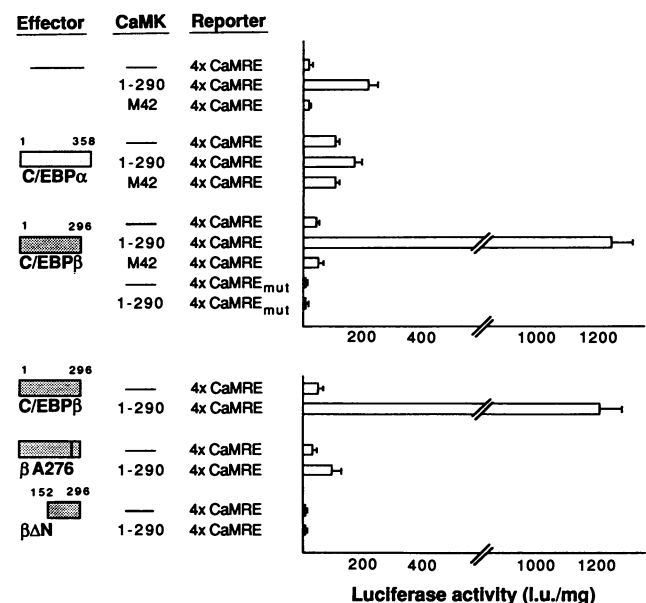 Effector CaMK Reporter
4x CaMRE
1-290 4x CaMRE
M42 4x CaMRE
1 358
4x CaMRE
1-290 4x CaMRE
C/EBPα
M42 4x CaMRE
1 296
4x CaMRE
1-290 4x CaMRE
C/EBPβ
M42 4x CaMRE
4x CaMREmut
1-290 4x CaMREmut
200 400 1000 1200
1 296
4x CaMRE
C/EBPβ
1-290 4x CaMRE
4x CaMRE
β A276
1-290 4x CaMRE
152 296
4x CaMRE
βΔN
1-290 4x CaMRE
200 400 1000 1200
Luciferase activity (l.u./mg)